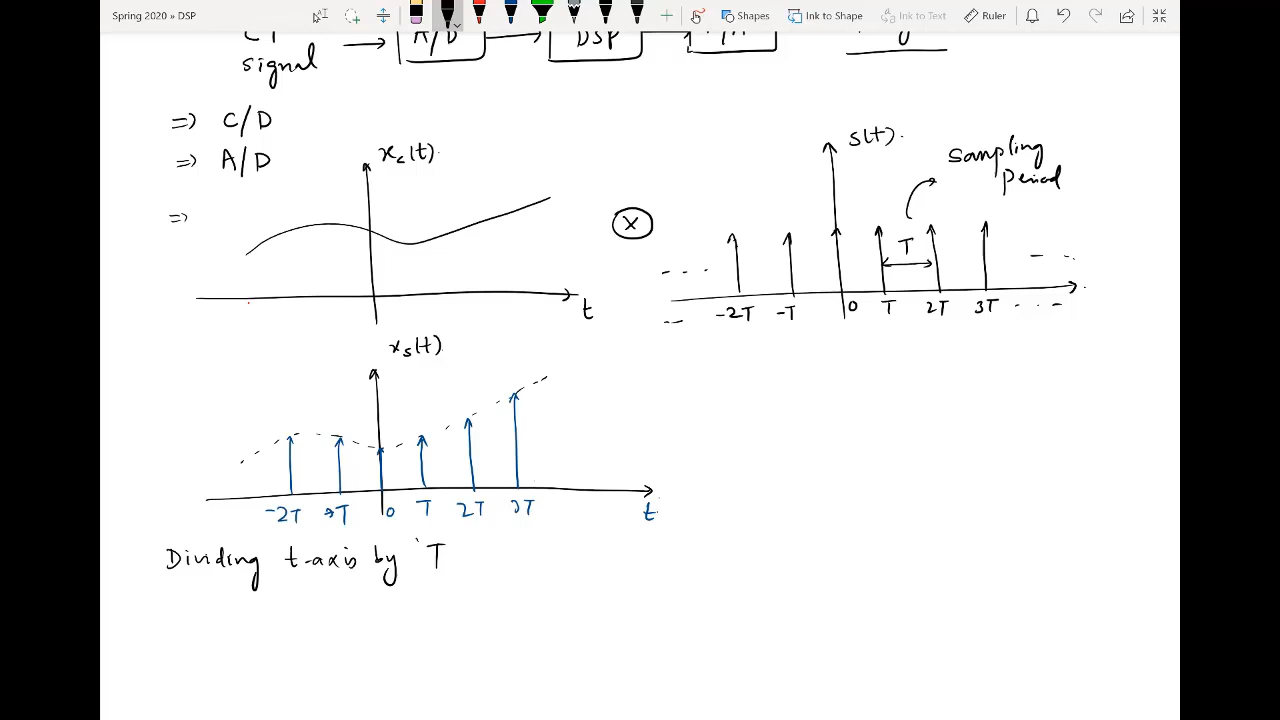 Spring 2020 » DSP
Shapes Ink to Shape Ink to Text Ruler
CT A/D DSP
signal
=> C/D
=> A/D
=>
xc(t)
t
X
s(t)
Sampling
Period
T
-2T -T 0 T 2T 3T
xs(t)
-2T -T 0 T 2T 3T t
Dividing t-axis by T